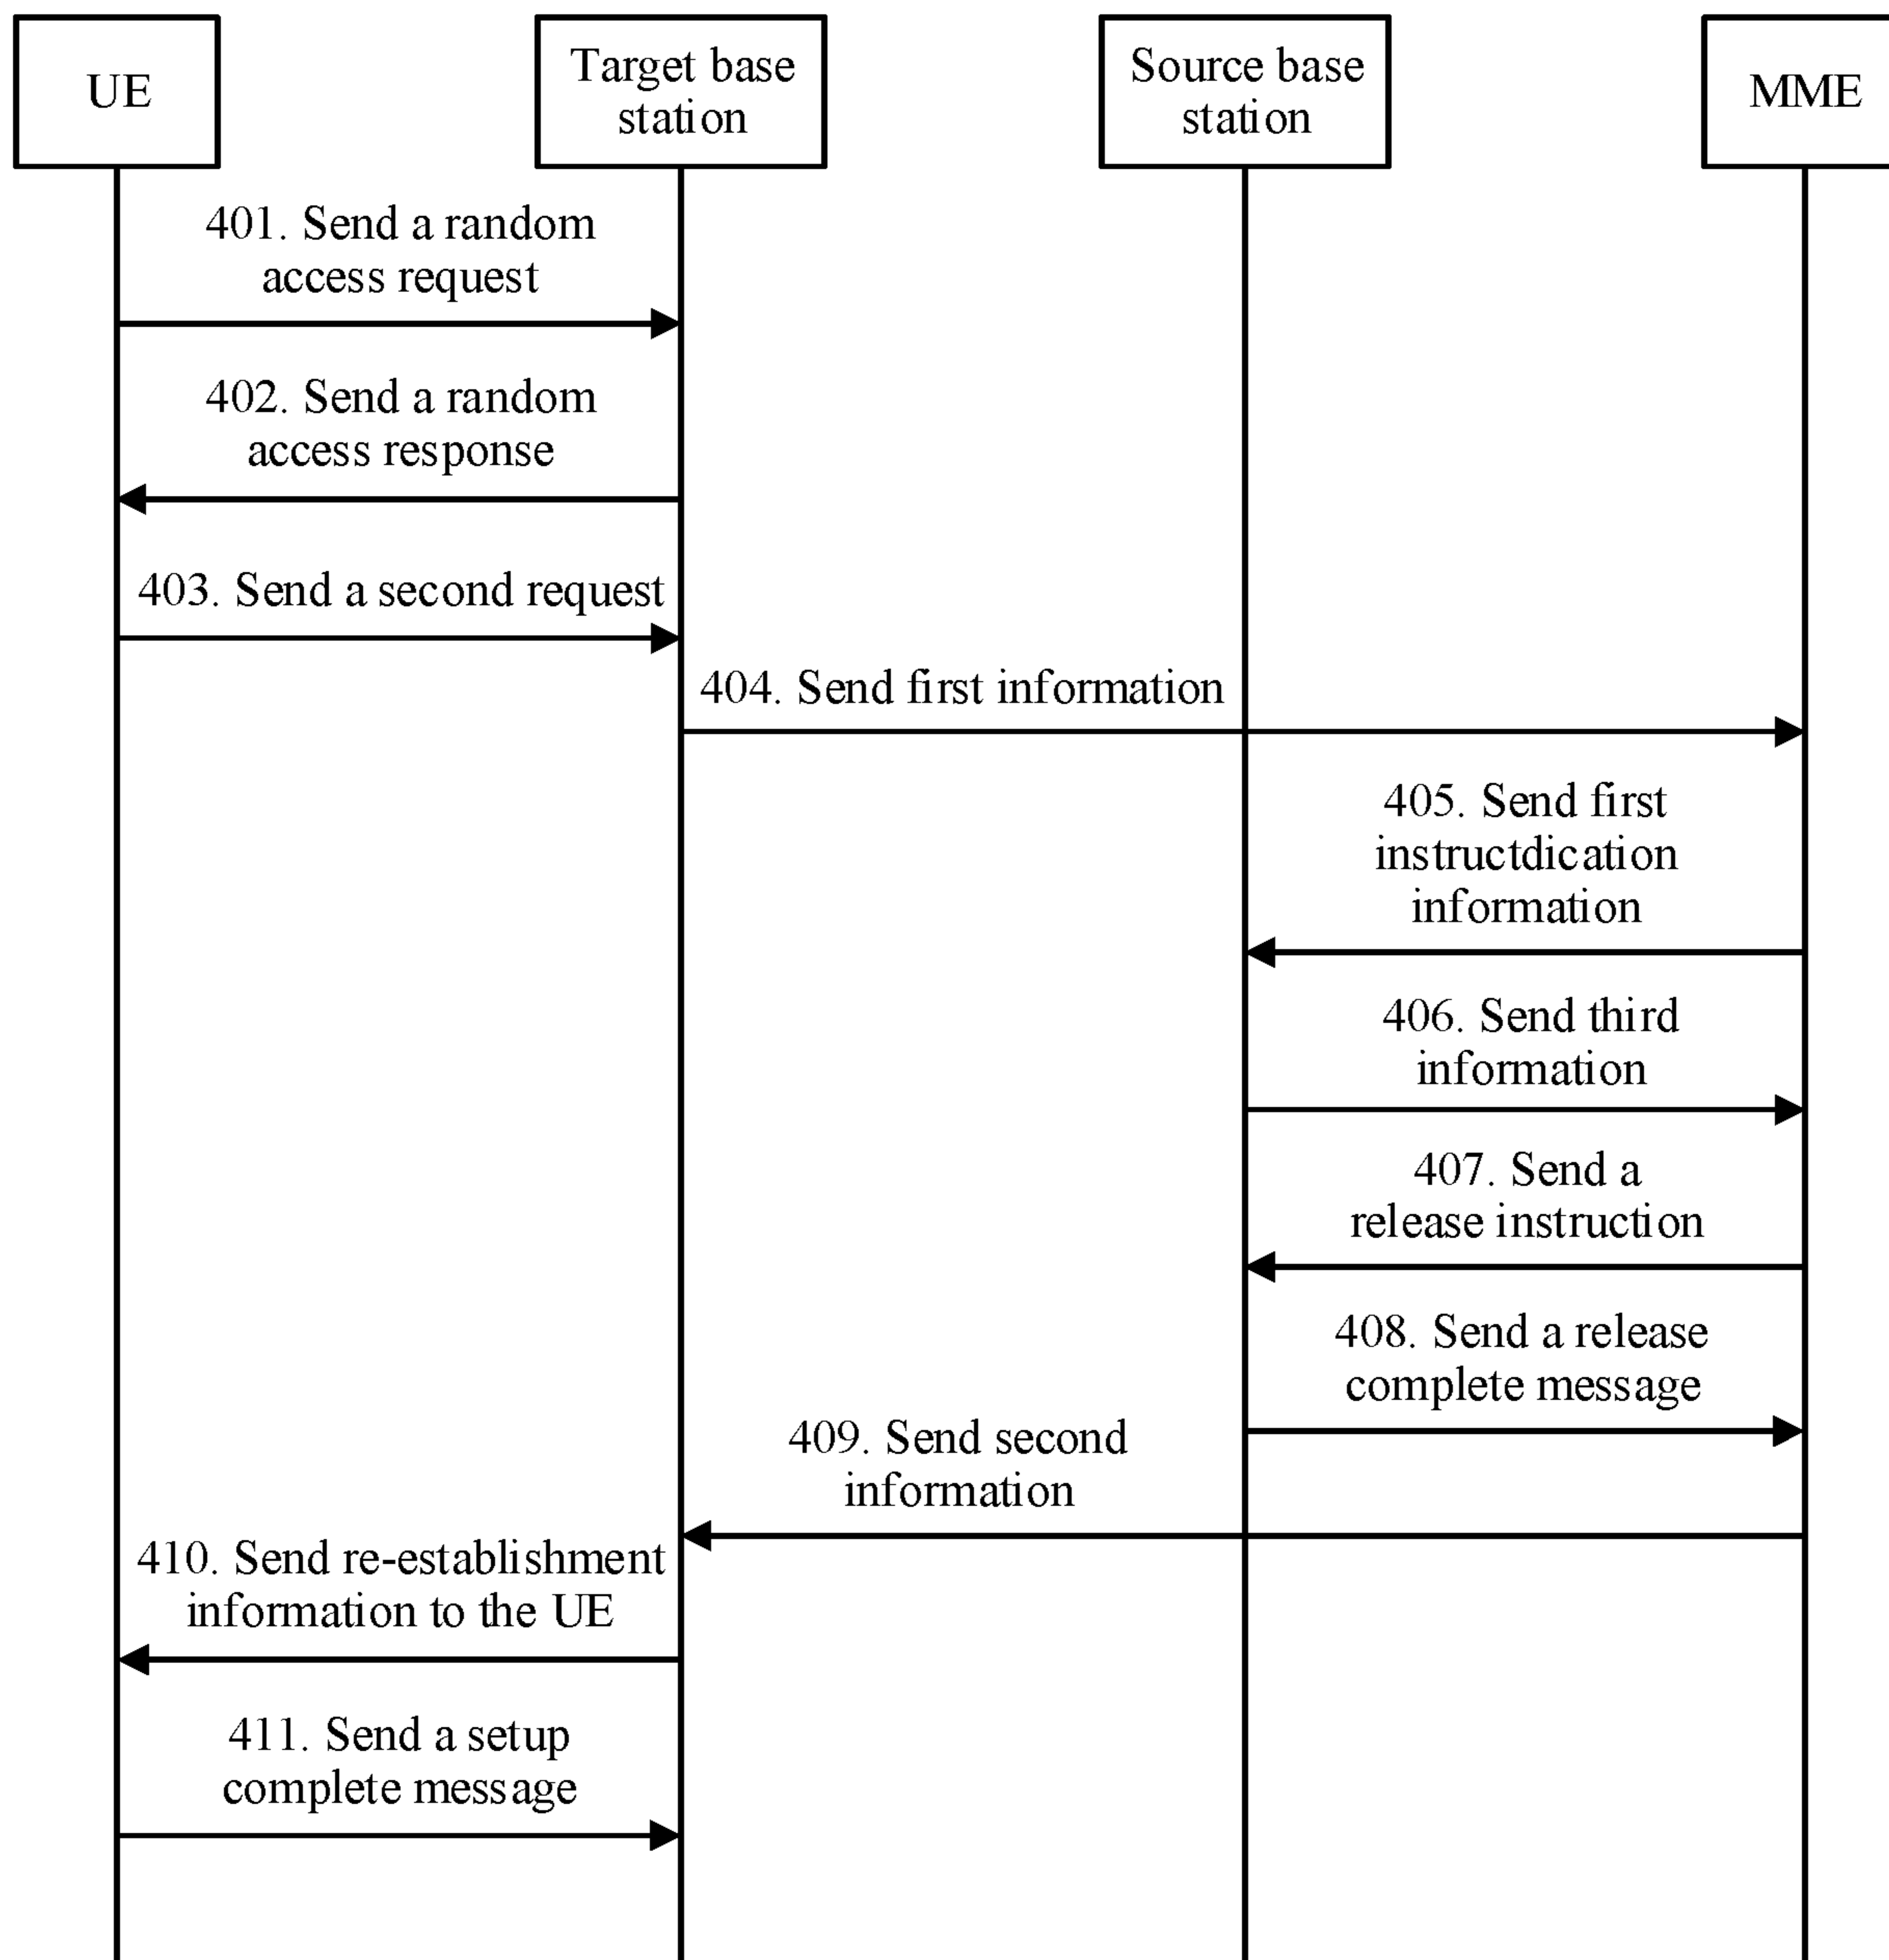 UE
Target base
station
Source base
station
MME
401. Send a random
access request
402. Send a random
access response
403. Send a second request
404. Send first information
405. Send first
instructdication
information
406. Send third
information
407. Send a
release instruction
408. Send a release
complete message
409. Send second
information
410. Send re-establishment
information to the UE
411. Send a setup
complete message